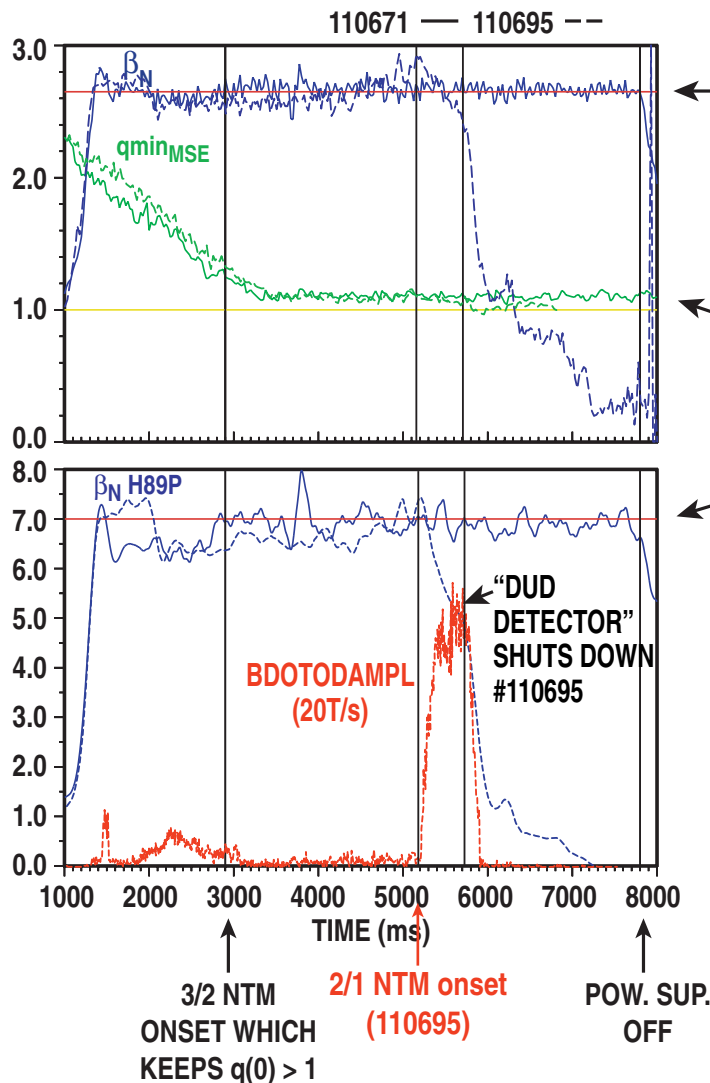 110671 — 110695 – –
3.0
2.0
1.0
0.0
βN
qminMSE
8.0
7.0
6.0
5.0
4.0
3.0
2.0
1.0
0.0
βN H89P
BDOTODAMPL
(20T/s)
“DUD
DETECTOR”
SHUTS DOWN
#110695
1000 2000 3000 4000 5000 6000 7000 8000
TIME (ms)
3/2 NTM
ONSET WHICH
KEEPS q(0) > 1
2/1 NTM onset
(110695)
POW. SUP.
OFF